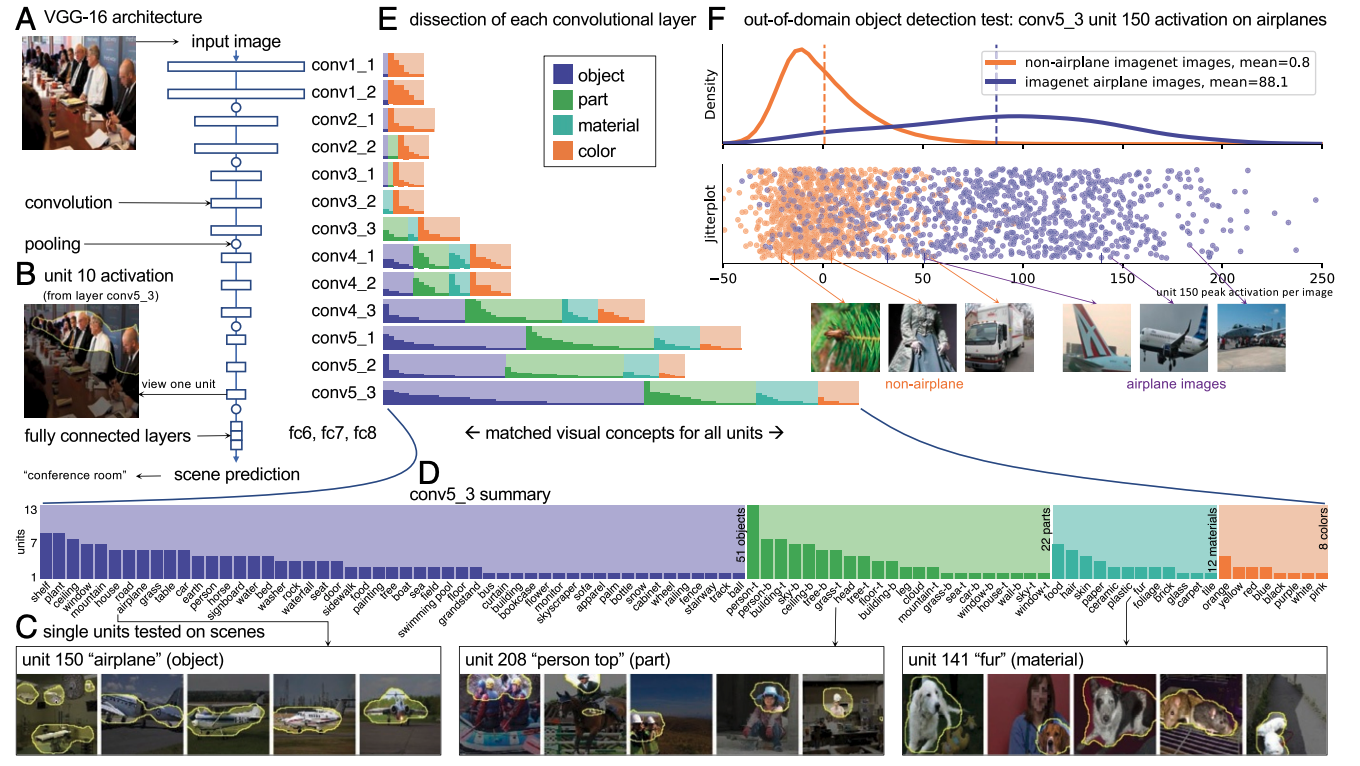 A VGG-16 architecture
input image
convolution
pooling
B unit 10 activation
(from layer conv5_3)
view one unit
fully connected layers
"conference room"
scene prediction
E dissection of each convolutional layer
conv1_1
conv1_2
conv2_1
conv2_2
conv3_1
conv3_2
conv3_3
conv4_1
conv4_2
conv4_3
conv5_1
conv5_2
conv5_3
fc6, fc7, fc8
object
part
material
color
← matched visual concepts for all units →
F out-of-domain object detection test: conv5_3 unit 150 activation on airplanes
non-airplane imagenet images, mean=0.8
imagenet airplane images, mean=88.1
Density
Jitterplot
−50 0 50 100 150 200 250
unit 150 peak activation per image
non-airplane
airplane images
D
conv5_3 summary
units
13
7
1
shelf
plant
ceiling
window
mountain
house
road
airplane
grass
table
car
earth
person
horse
signboard
water
bed
washer
rock
waterfall
seat
door
sidewalk
food
painting
tree
boat
sea
field
swimming pool
floor
grandstand
bus
curtain
building
bookcase
flower
monitor
skyscraper
sofa
apparel
pan
bottle
snow
cabinet
wheel
railing
fence
stairway
track
ball
51 objects
person-t
person-b
building-t
sky-b
ceiling-b
tree-b
grass-t
head
tree-t
floor-t
building-b
leg
cloud-t
mountain-t
grass-b
sea-t
car-b
window-b
house-t
wall-b
sky-t
window-t
22 parts
food
hair
skin
paper
ceramic
plastic
fur
foliage
brick
glass
carpet
tile
12 materials
orange
yellow
red
blue
black
purple
white
pink
8 colors
C single units tested on scenes
unit 150 "airplane" (object)
unit 208 "person top" (part)
unit 141 "fur" (material)